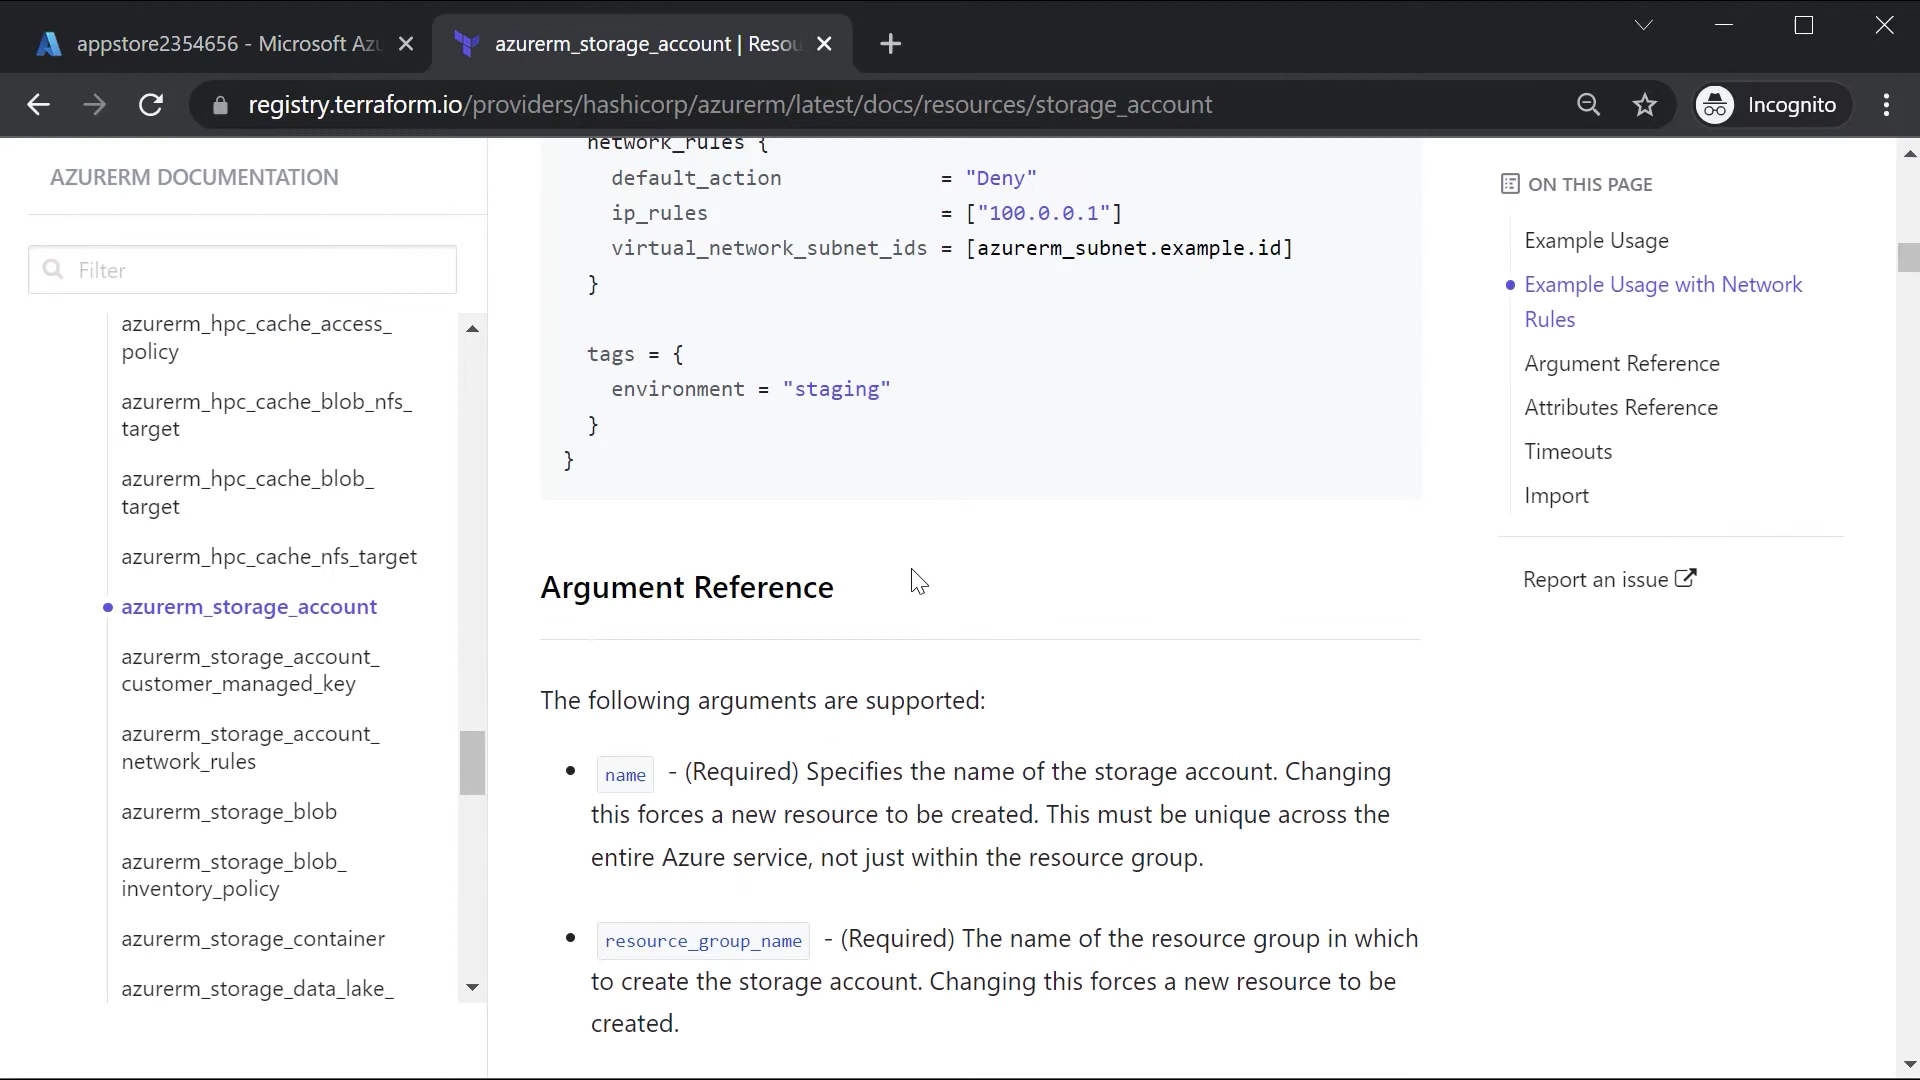 appstore2354656 - Microsoft Azu
azurerm_storage_account | Resou
registry.terraform.io/providers/hashicorp/azurerm/latest/docs/resources/storage_account
Incognito
AZURERM DOCUMENTATION
Filter
azurerm_hpc_cache_access_
policy
azurerm_hpc_cache_blob_nfs_
target
azurerm_hpc_cache_blob_
target
azurerm_hpc_cache_nfs_target
azurerm_storage_account
azurerm_storage_account_
customer_managed_key
azurerm_storage_account_
network_rules
azurerm_storage_blob
azurerm_storage_blob_
inventory_policy
azurerm_storage_container
azurerm_storage_data_lake_
network_rules {
default_action = "Deny"
ip_rules = ["100.0.0.1"]
virtual_network_subnet_ids = [azurerm_subnet.example.id]
}
tags = {
environment = "staging"
}
}
Argument Reference
The following arguments are supported:
• name - (Required) Specifies the name of the storage account. Changing
this forces a new resource to be created. This must be unique across the
entire Azure service, not just within the resource group.
• resource_group_name - (Required) The name of the resource group in which
to create the storage account. Changing this forces a new resource to be
created.
ON THIS PAGE
Example Usage
Example Usage with Network
Rules
Argument Reference
Attributes Reference
Timeouts
Import
Report an issue